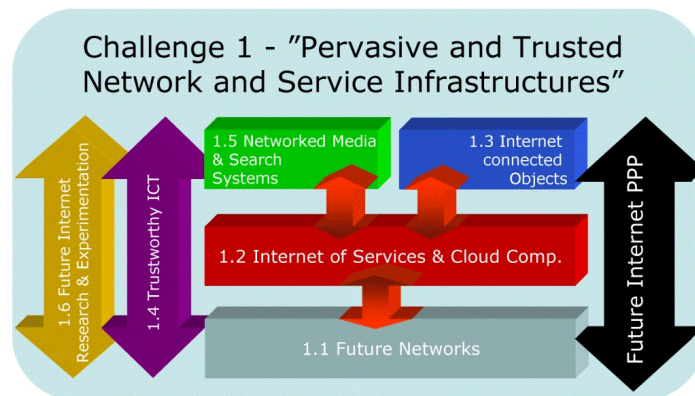 Challenge 1 - ”Pervasive and Trusted
Network and Service Infrastructures”
1.6 Future Internet
Research & Experimentation
1.4 Trustworthy ICT
1.5 Networked Media
& Search
Systems
1.3 Internet
connected
Objects
1.2 Internet of Services & Cloud Comp.
1.1 Future Networks
Future Internet PPP